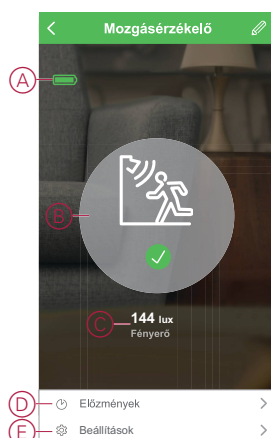 Mozgásérzékelő
A
B
C 144 lux
Fényerő
D Előzmények
E Beállítások